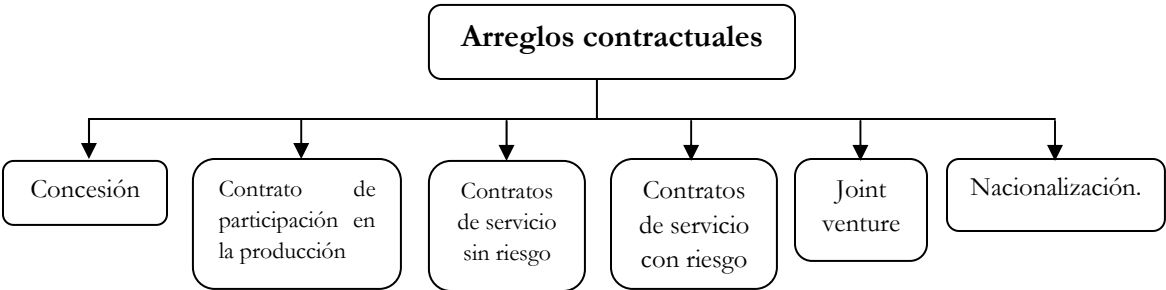 Arreglos contractuales
Concesión
Contrato de
participación en
la producción
Contratos
de servicio
sin riesgo
Contratos
de servicio
con riesgo
Joint
venture
Nacionalización.